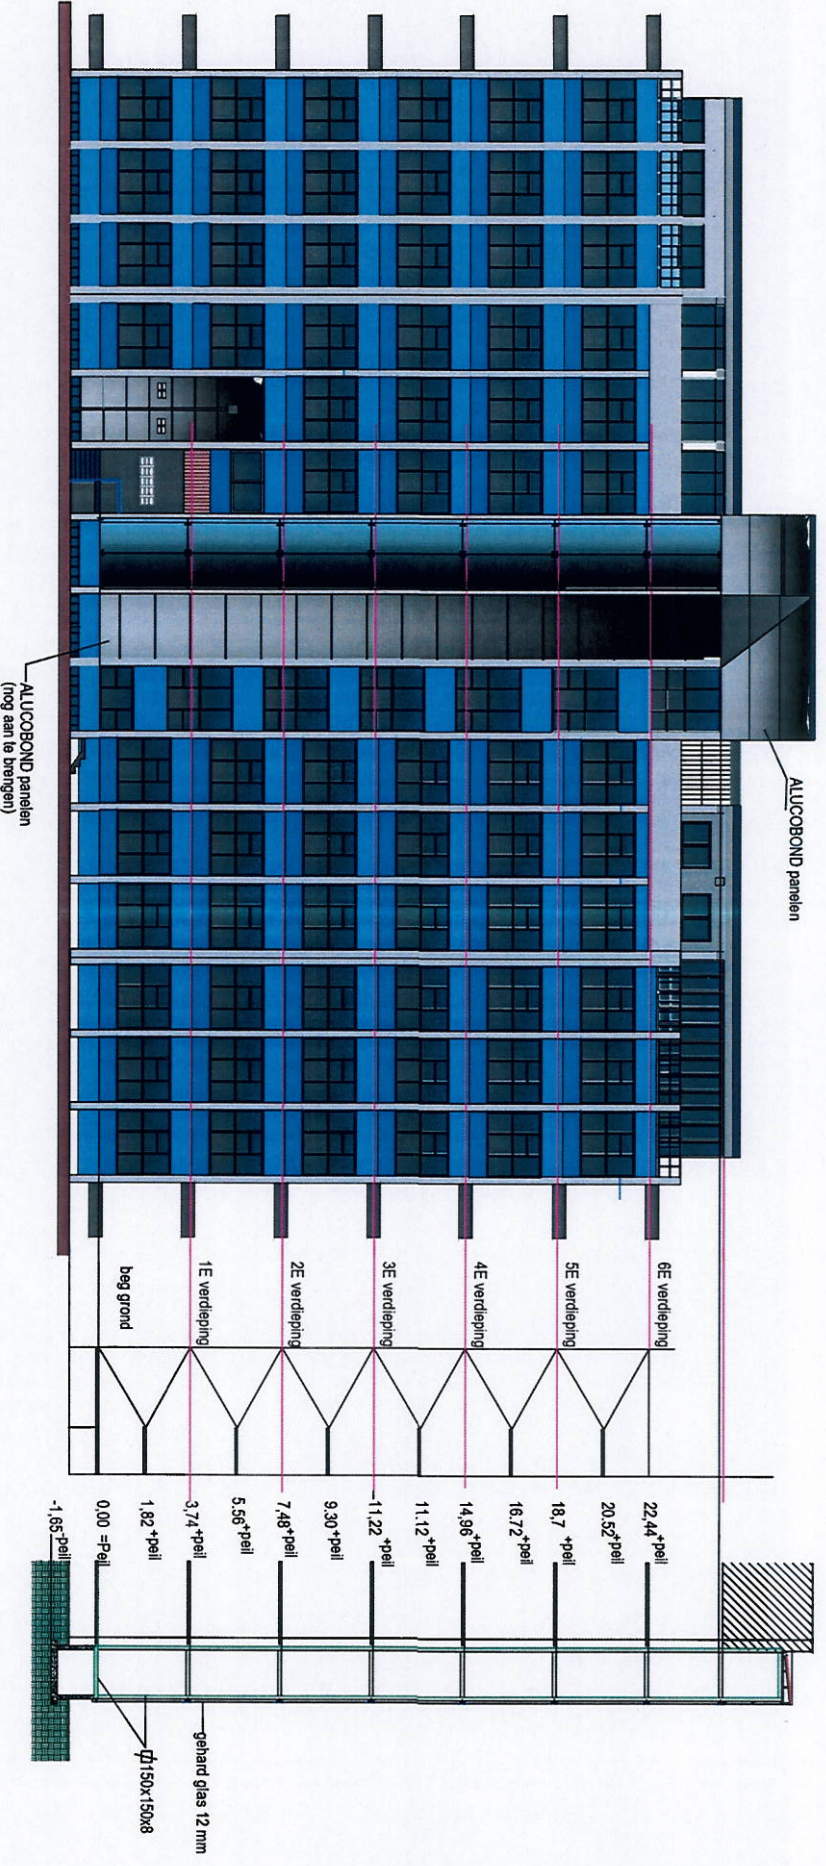 ALUCOBOND panelen
ALUCOBOND panelen
(nog aan te brengen)
6E verdieping
5E verdieping
4E verdieping
3E verdieping
2E verdieping
1E verdieping
beg grond
22,44 +peil
20.52 +peil
18,7 +peil
16.72 +peil
14,96 +peil
11.12 +peil
11,22 +peil
9.30 +peil
7,48 +peil
5.56 +peil
3,74 +peil
1,82 +peil
0,00 =Peil
-1,65 -peil
gehard glas 12 mm
150x150x8